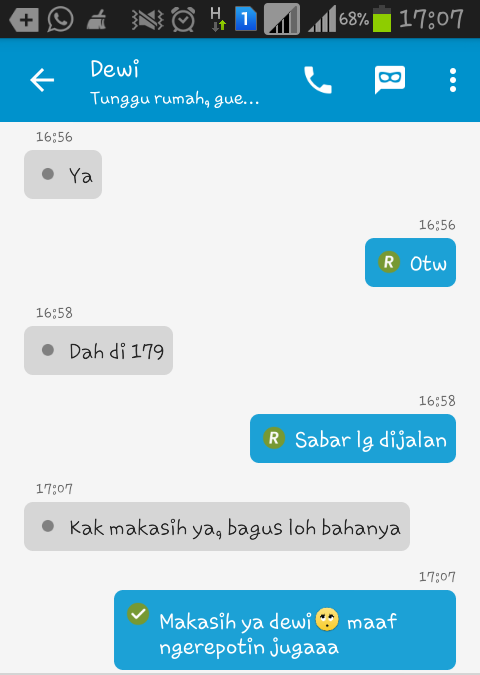 H
1
68%
17:07
Dewi
Tunggu rumah, gue...
16:56
Ya
16:56
R
Otw
16:58
Dah di 179
16:58
R
Sabar lg dijalan
17:07
Kak makasih ya, bagus loh bahanya
17:07
Makasih ya dewi🙄 maaf
ngerepotin jugaaa